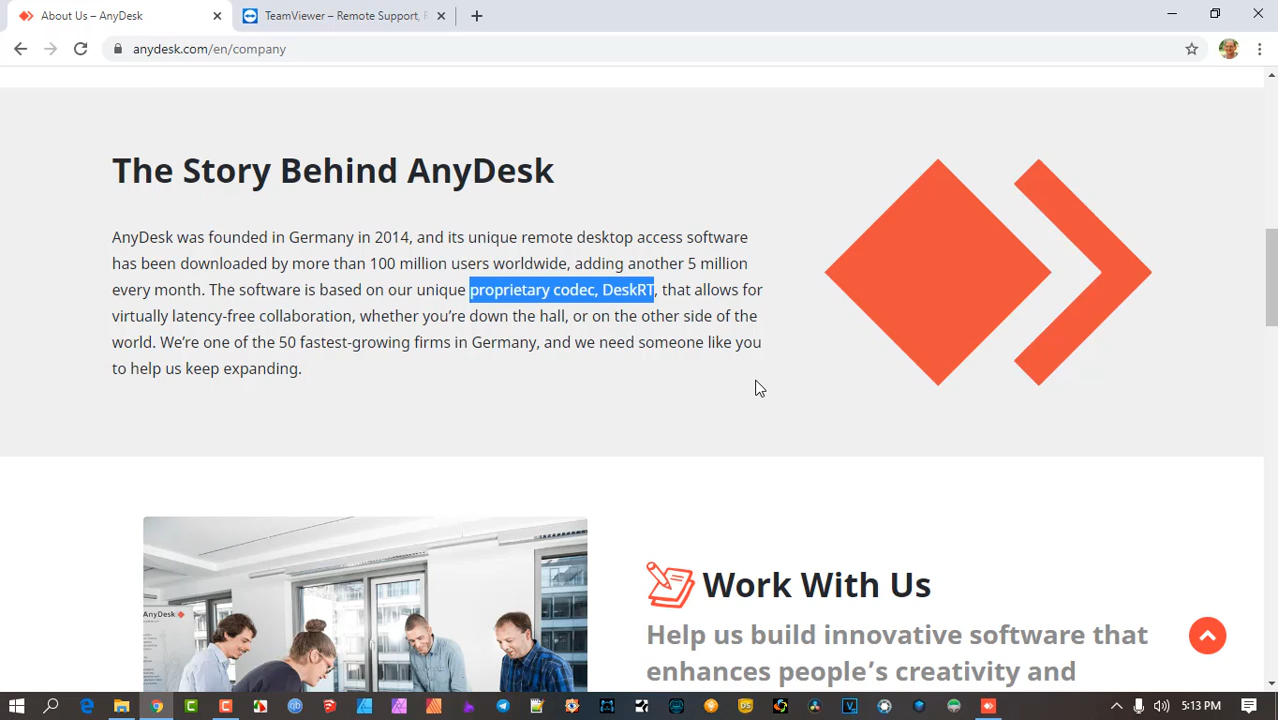 About Us – AnyDesk
TeamViewer – Remote Support, R
anydesk.com/en/company
The Story Behind AnyDesk
AnyDesk was founded in Germany in 2014, and its unique remote desktop access software
has been downloaded by more than 100 million users worldwide, adding another 5 million
every month. The software is based on our unique proprietary codec, DeskRT, that allows for
virtually latency-free collaboration, whether you’re down the hall, or on the other side of the
world. We’re one of the 50 fastest-growing firms in Germany, and we need someone like you
to help us keep expanding.
AnyDesk
Work With Us
Help us build innovative software that
enhances people’s creativity and
5:13 PM